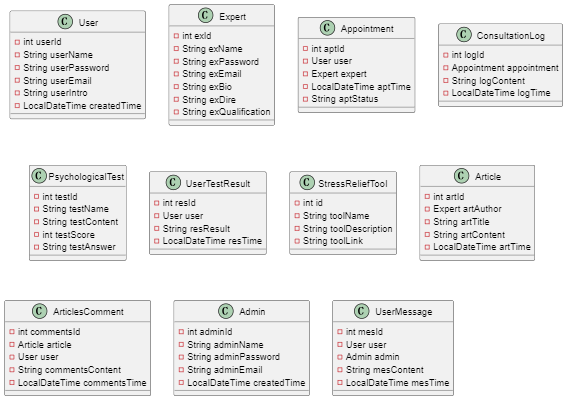 C User
int userId
String userName
String userPassword
String userEmail
String userIntro
LocalDateTime createdTime
C Expert
int exId
String exName
String exPassword
String exEmail
String exBio
String exDire
String exQualification
C Appointment
int aptId
User user
Expert expert
LocalDateTime aptTime
String aptStatus
C ConsultationLog
int logId
Appointment appointment
String logContent
LocalDateTime logTime
C PsychologicalTest
int testId
String testName
String testContent
int testScore
String testAnswer
C UserTestResult
int resId
User user
String resResult
LocalDateTime resTime
C StressReliefTool
int id
String toolName
String toolDescription
String toolLink
C Article
int artId
Expert artAuthor
String artTitle
String artContent
LocalDateTime artTime
C ArticlesComment
int commentsId
Article article
User user
String commentsContent
LocalDateTime commentsTime
C Admin
int adminId
String adminName
String adminPassword
String adminEmail
LocalDateTime createdTime
C UserMessage
int mesId
User user
Admin admin
String mesContent
LocalDateTime mesTime